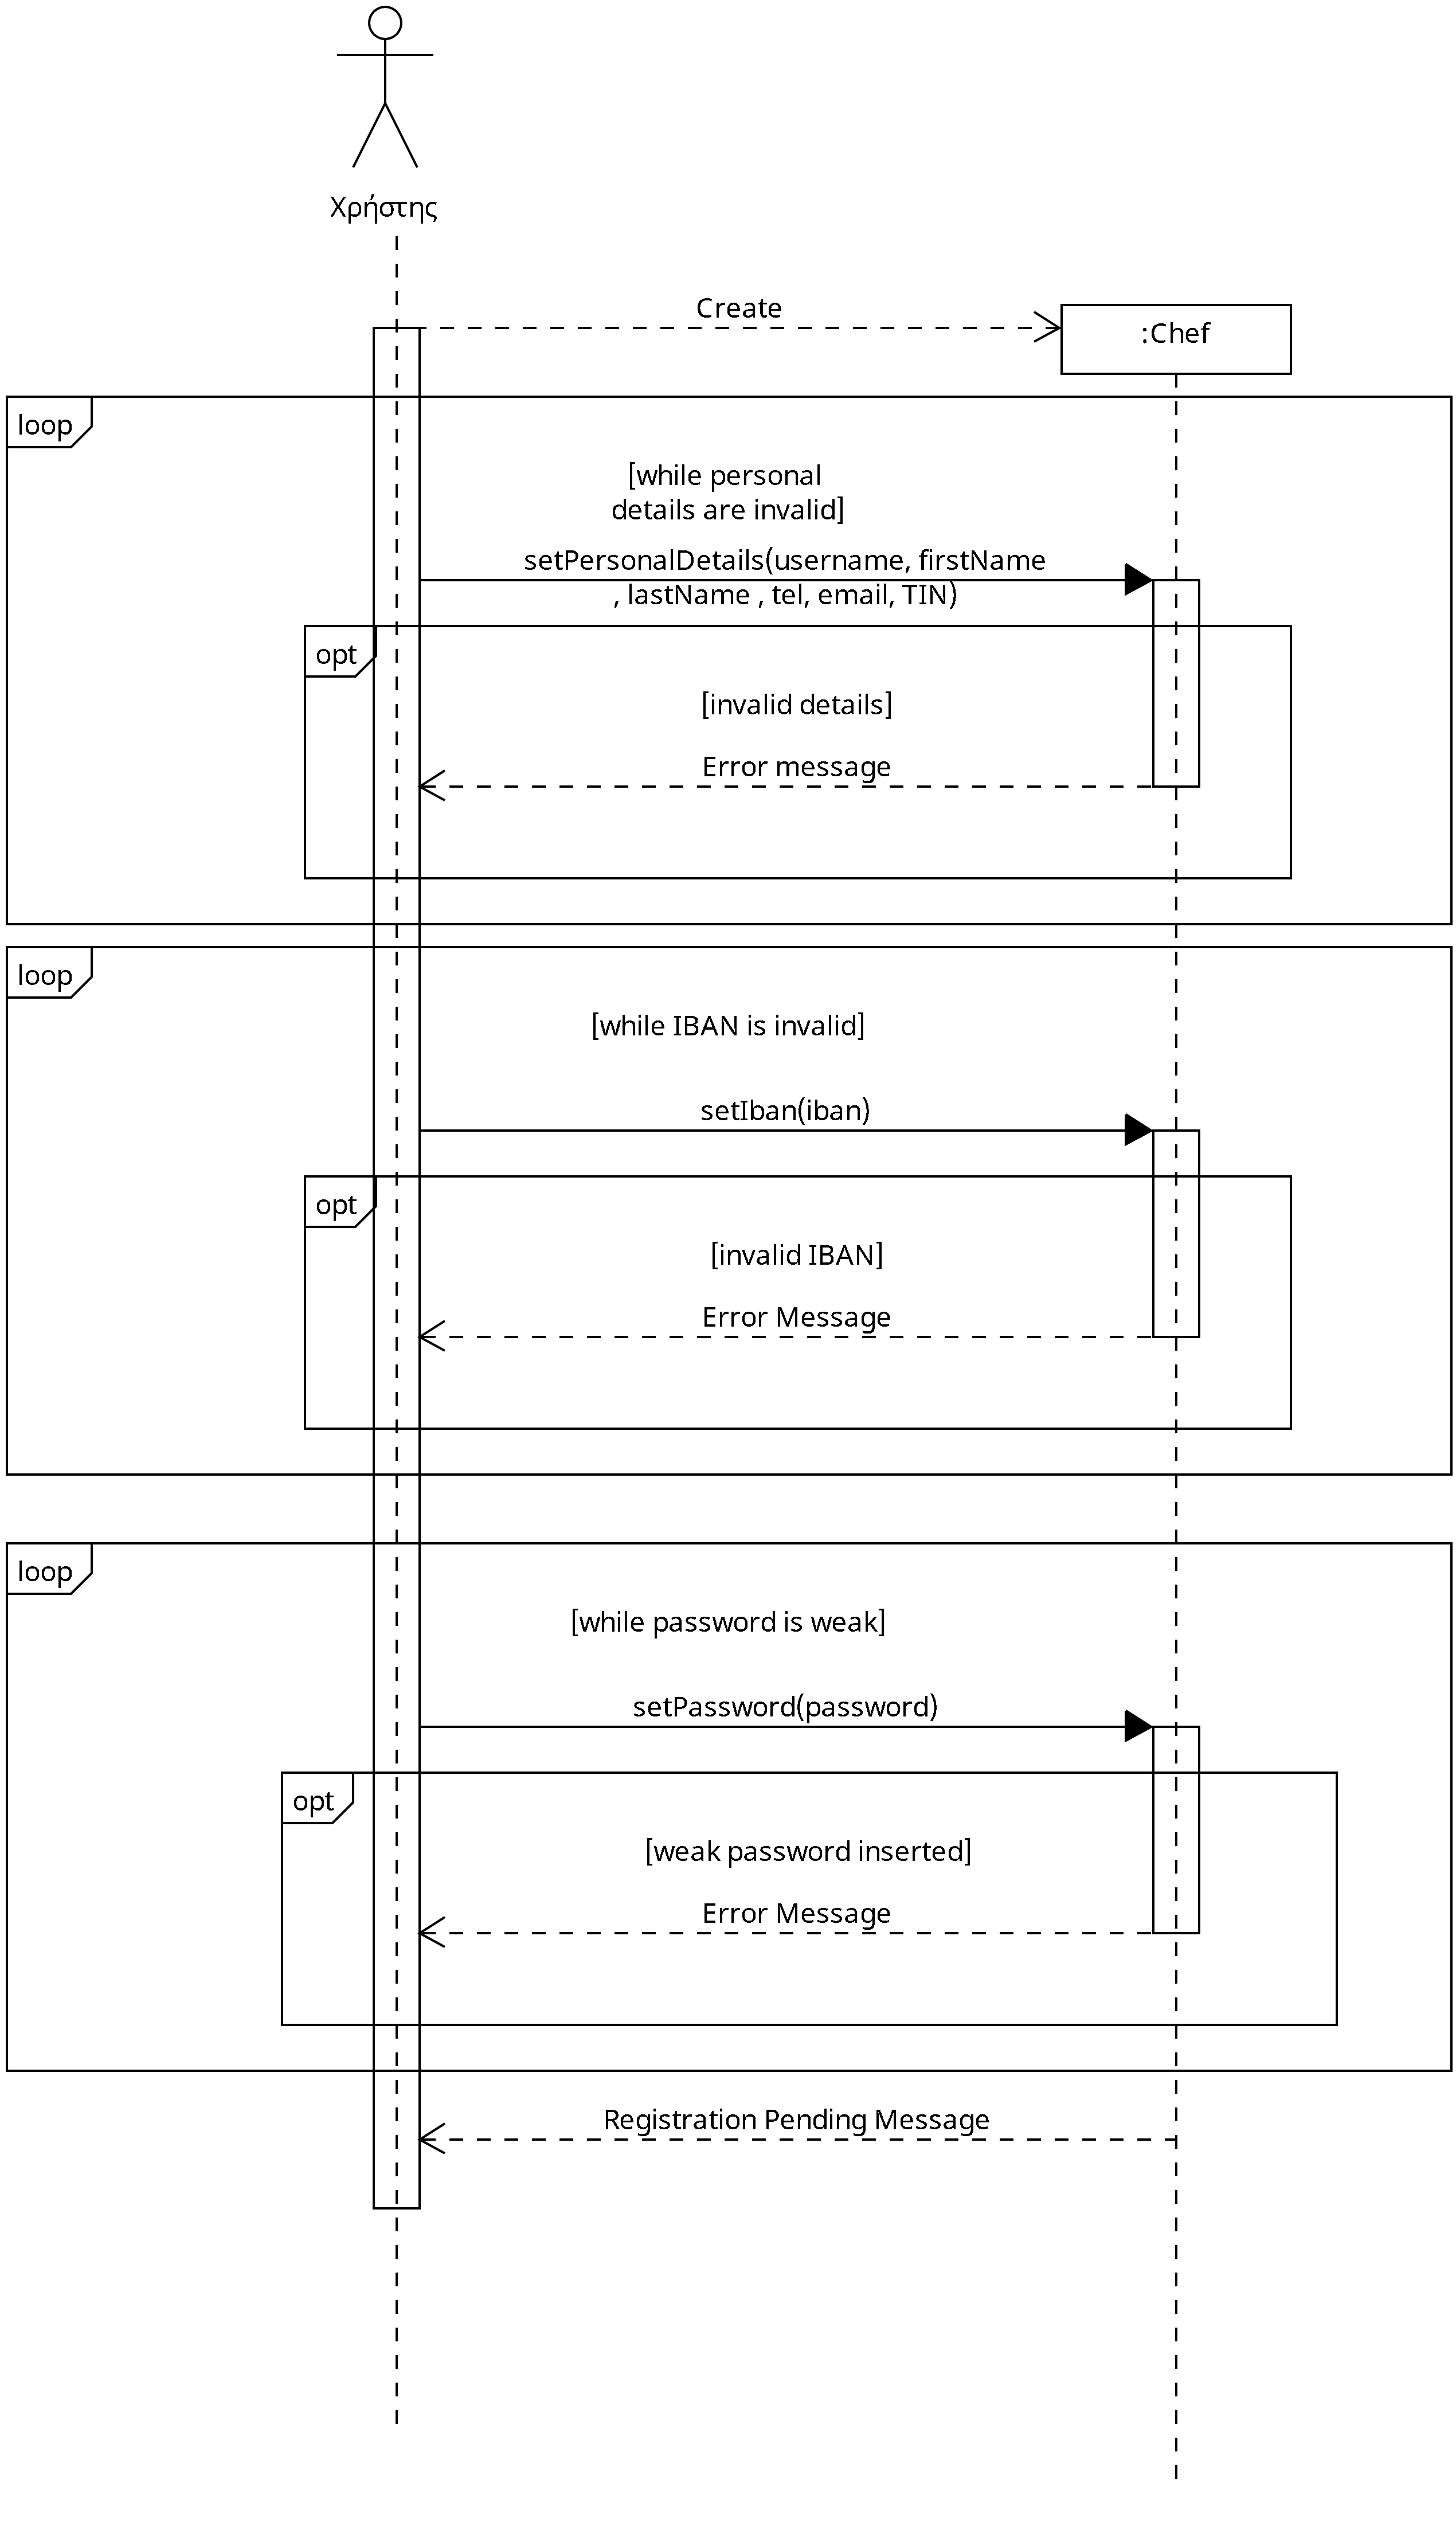 Χρήστης
Create
:Chef
loop
[while personal
details are invalid]
setPersonalDetails(username, firstName
, lastName , tel, email, TIN)
opt
[invalid details]
Error message
loop
[while IBAN is invalid]
setIban(iban)
opt
[invalid IBAN]
Error Message
loop
[while password is weak]
setPassword(password)
opt
[weak password inserted]
Error Message
Registration Pending Message